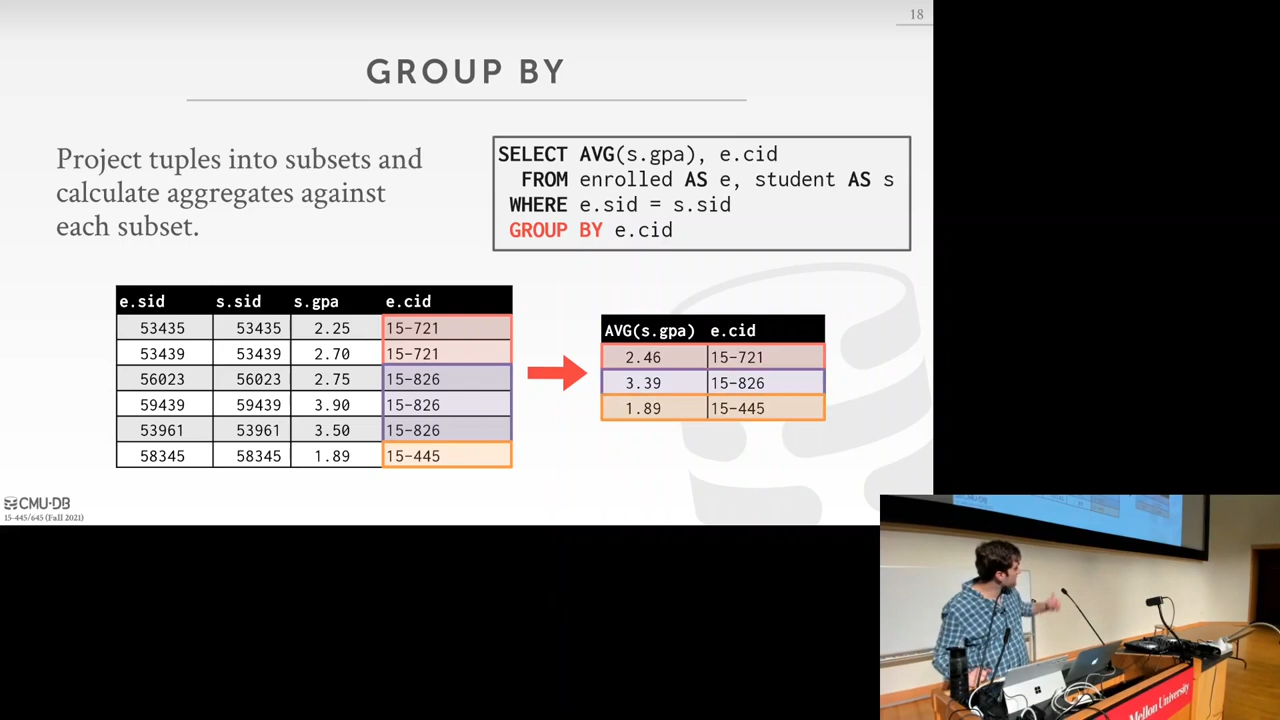 18
GROUP BY
Project tuples into subsets and
calculate aggregates against
each subset.
SELECT AVG(s.gpa), e.cid
FROM enrolled AS e, student AS s
WHERE e.sid = s.sid
GROUP BY e.cid
e.sid s.sid s.gpa e.cid
53435 53435 2.25 15-721
53439 53439 2.70 15-721
56023 56023 2.75 15-826
59439 59439 3.90 15-826
53961 53961 3.50 15-826
58345 58345 1.89 15-445
AVG(s.gpa) e.cid
2.46 15-721
3.39 15-826
1.89 15-445
CMU·DB
15-445/645 (Fall 2021)
CMU·DB
Mellon University